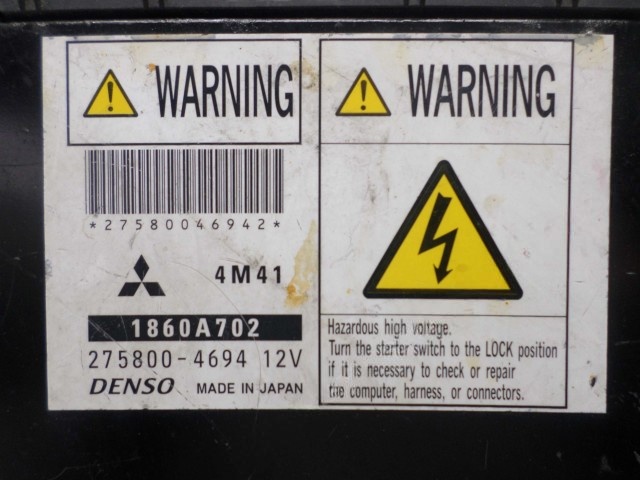 WARNING
*27580046942*
4M41
1860A702
275800-4694 12V
DENSO MADE IN JAPAN
WARNING
Hazardous high voltage.
Turn the starter switch to the LOCK position
if it is necessary to check or repair
the computer, harness, or connectors.